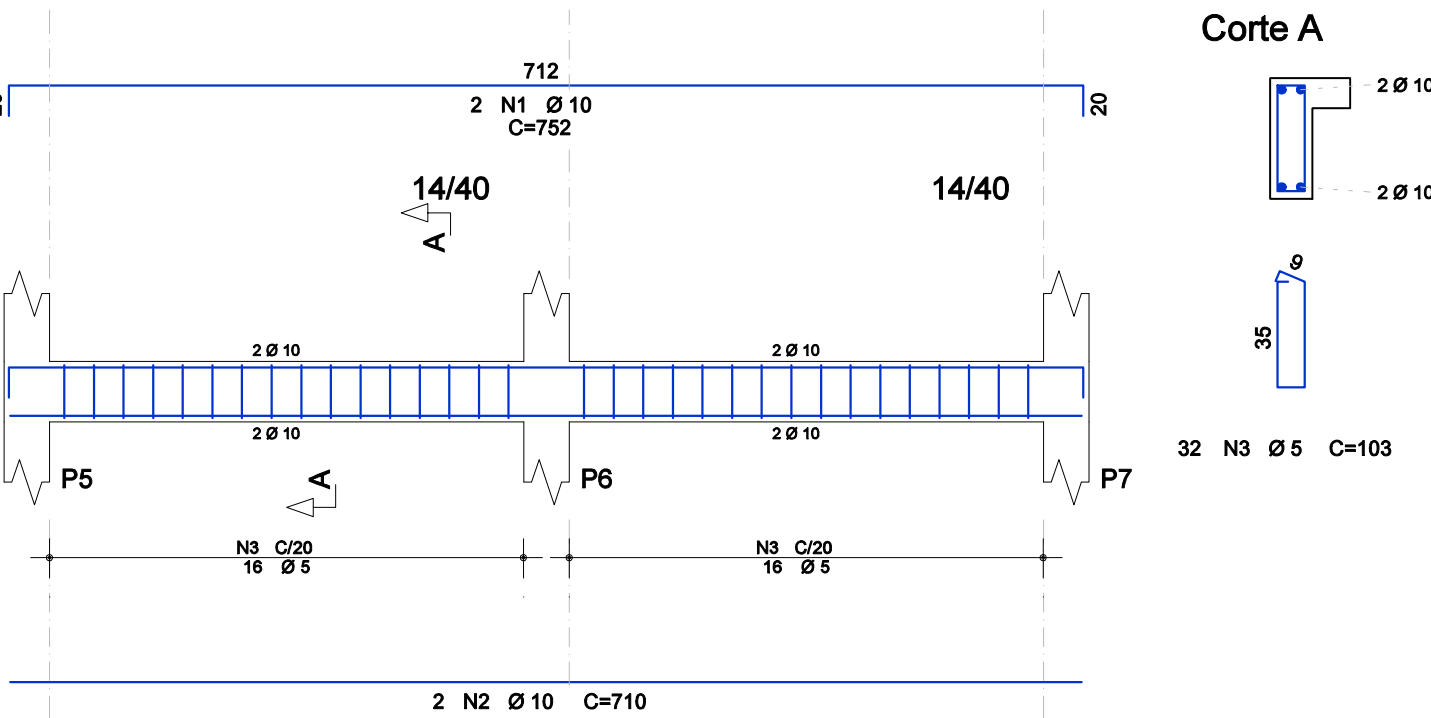 Corte A
712
2 N1 Ø 10
C=752
20
2 Ø 10
14/40
14/40
A
2 Ø 10
9
35
2 Ø 10
2 Ø 10
2 Ø 10
2 Ø 10
32 N3 Ø 5 C=103
P5
A
P6
P7
N3 C/20
16 Ø 5
N3 C/20
16 Ø 5
2 N2 Ø 10 C=710